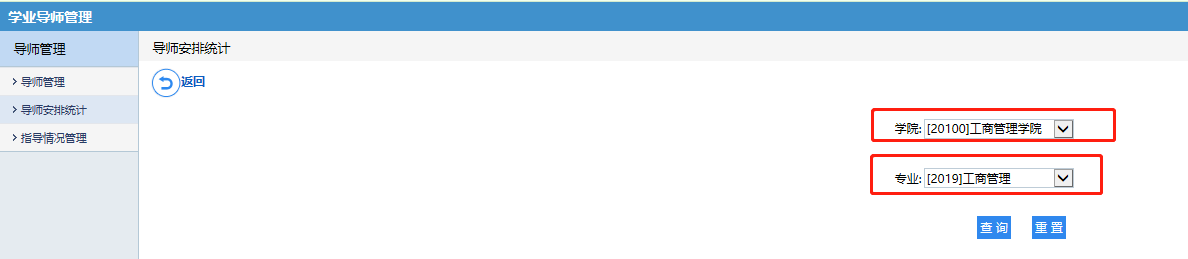 学业导师管理
导师管理
导师安排统计
导师管理
导师安排统计
指导情况管理
返回
学院: [20100]工商管理学院
专业: [2019]工商管理
查 询 重 置